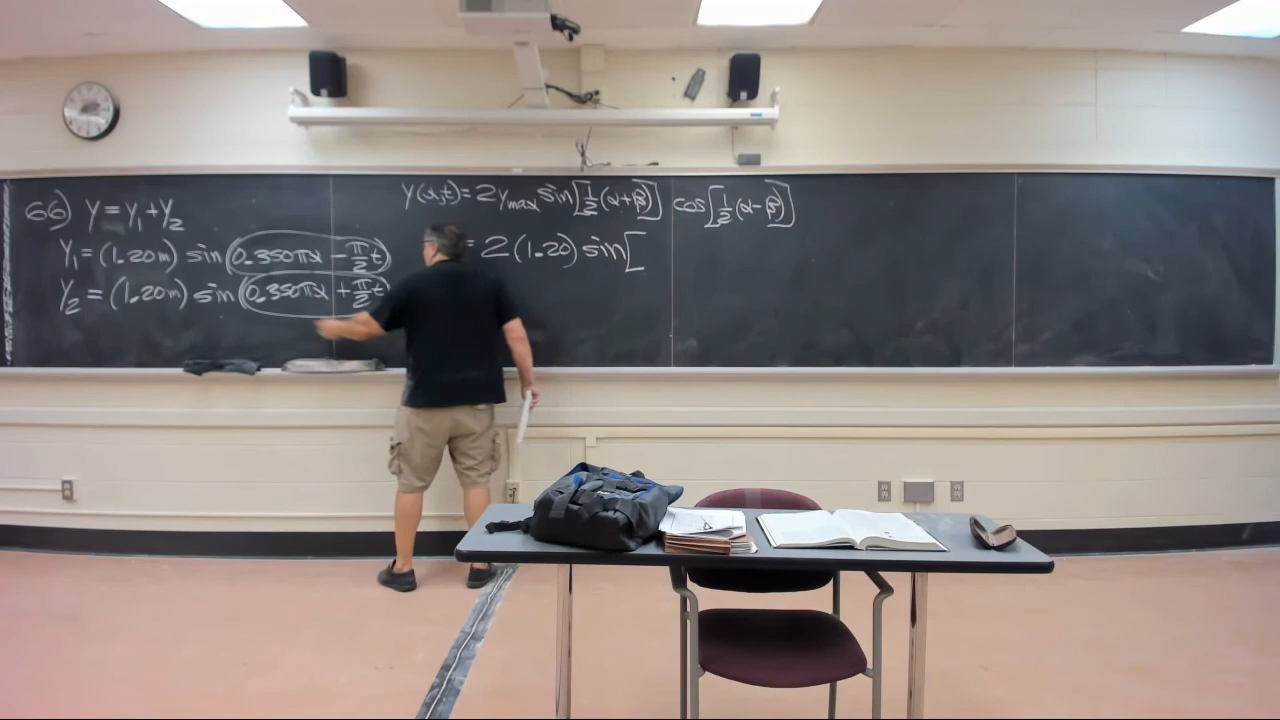 66) Y = Y₁ + Y₂
Y₁ = (1.20m) sin(0.350πx - π/2 t)
Y₂ = (1.20m) sin(0.350πx + π/2 t)
Y(x,t) = 2Ymax sin[½(α+β)] cos[½(α-β)]
= 2(1.20) sin[